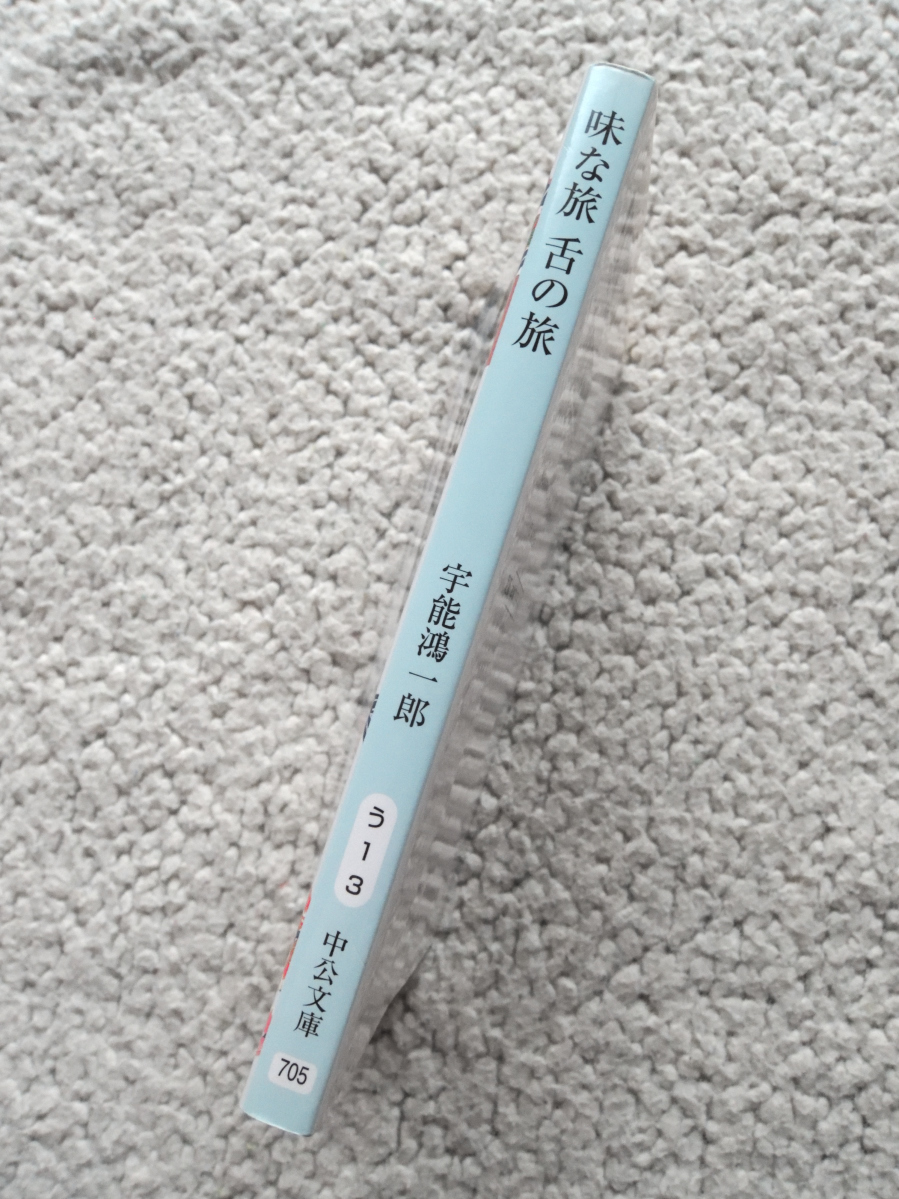 味な旅 舌の旅
宇能鴻一郎
う13
中公文庫
705